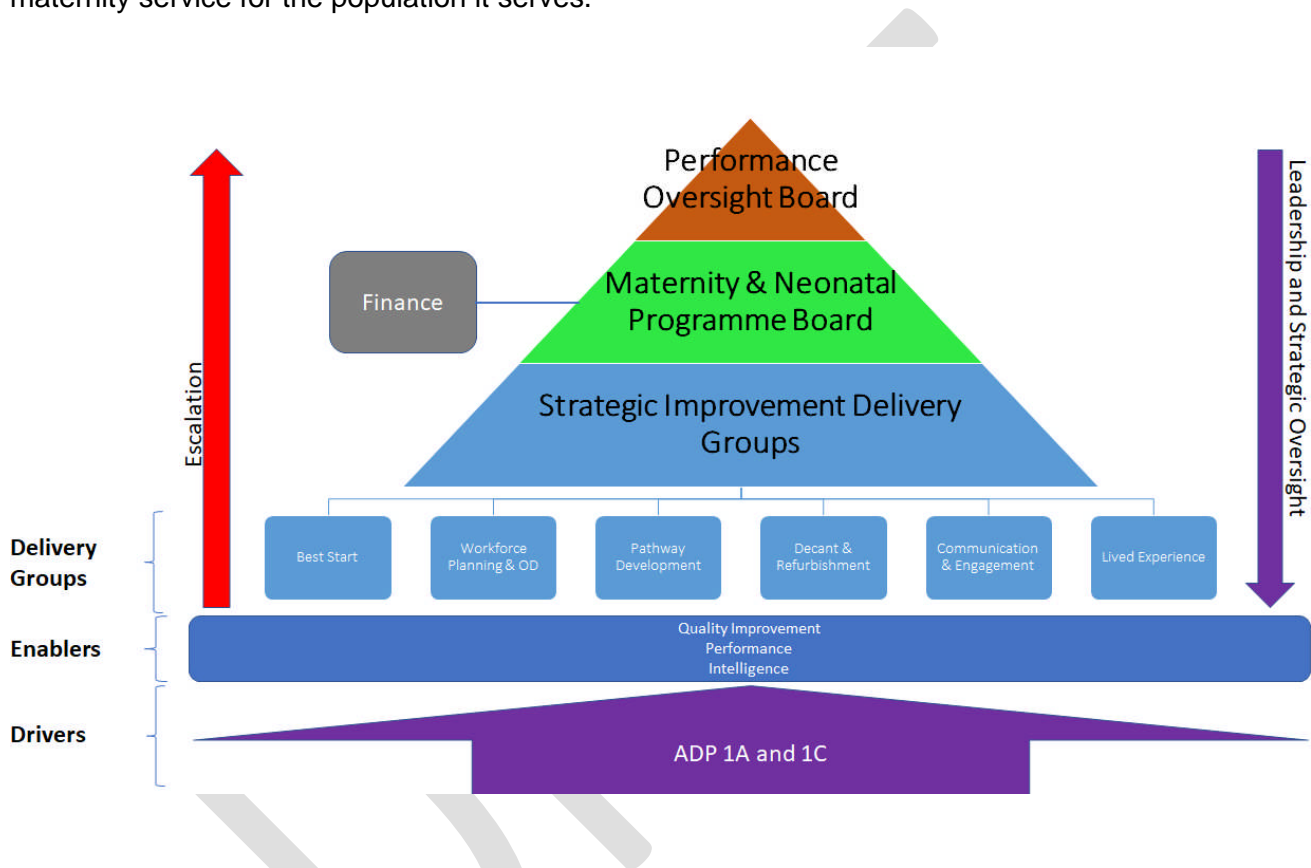 maternity service for the population it serves.
Performance
Oversight Board
Maternity & Neonatal
Programme Board
Finance
Strategic Improvement Delivery
Groups
Escalation
Leadership and Strategic Oversight
Delivery
Groups
Best Start
Workforce
Planning & OD
Pathway
Development
Decant &
Refurbishment
Communication
& Engagement
Lived Experience
Enablers
Quality Improvement
Performance
Intelligence
Drivers
ADP 1A and 1C